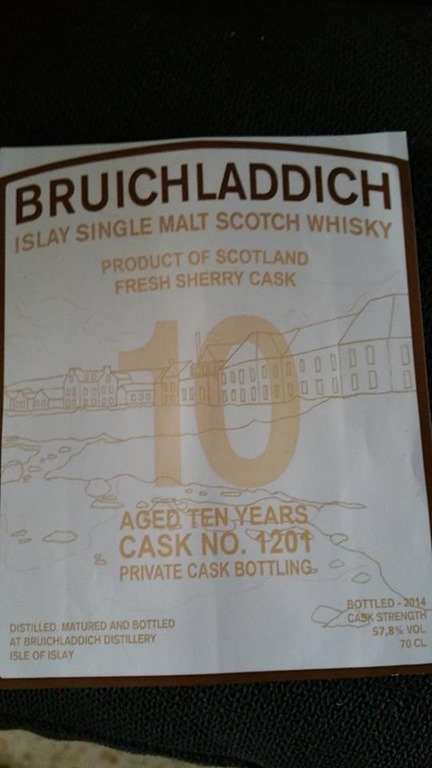 BRUICHLADDICH
ISLAY SINGLE MALT SCOTCH WHISKY
PRODUCT OF SCOTLAND
FRESH SHERRY CASK
10
AGED TEN YEARS
CASK NO. 1201
PRIVATE CASK BOTTLING
DISTILLED, MATURED AND BOTTLED
AT BRUICHLADDICH DISTILLERY
ISLE OF ISLAY
BOTTLED - 2014
CASK STRENGTH
57,8% VOL.
70 CL